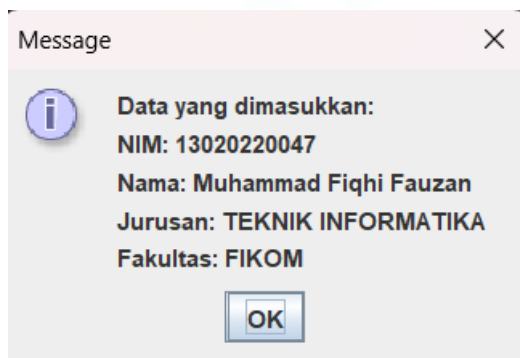 Message
Data yang dimasukkan:
NIM: 13020220047
Nama: Muhammad Fiqhi Fauzan
Jurusan: TEKNIK INFORMATIKA
Fakultas: FIKOM
OK